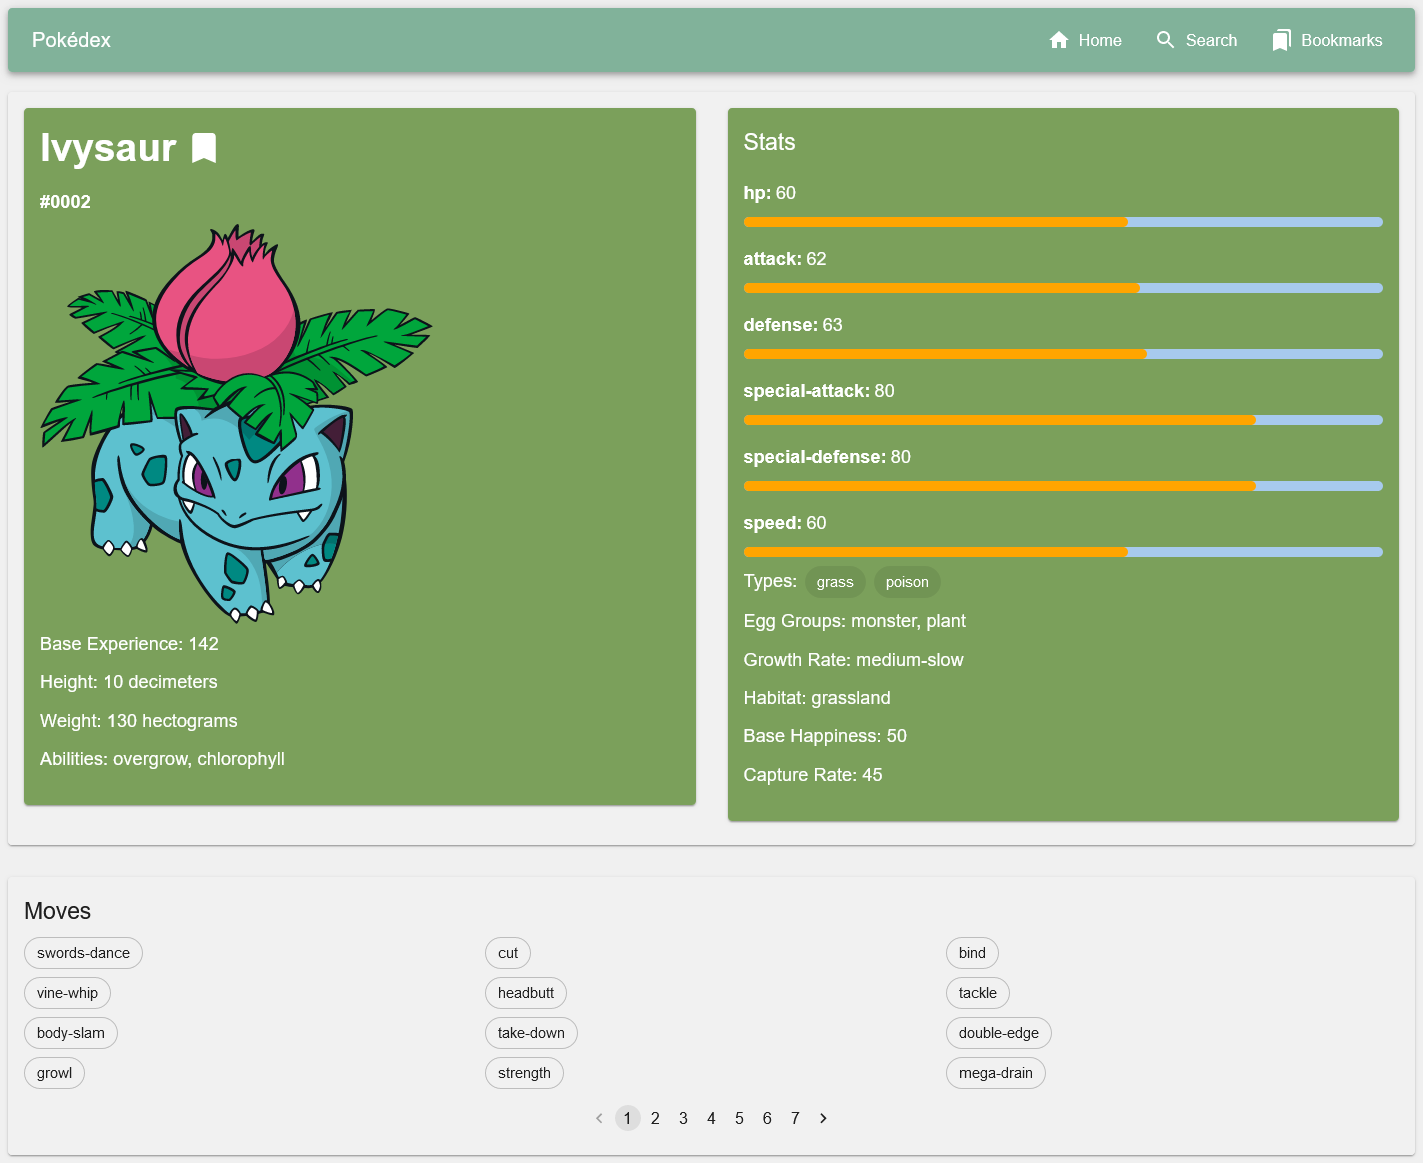 Pokédex
Home
Search
Bookmarks
Ivysaur
#0002
Base Experience: 142
Height: 10 decimeters
Weight: 130 hectograms
Abilities: overgrow, chlorophyll
Stats
hp: 60
attack: 62
defense: 63
special-attack: 80
special-defense: 80
speed: 60
Types: grass poison
Egg Groups: monster, plant
Growth Rate: medium-slow
Habitat: grassland
Base Happiness: 50
Capture Rate: 45
Moves
swords-dance cut bind
vine-whip headbutt tackle
body-slam take-down double-edge
growl strength mega-drain
1 2 3 4 5 6 7